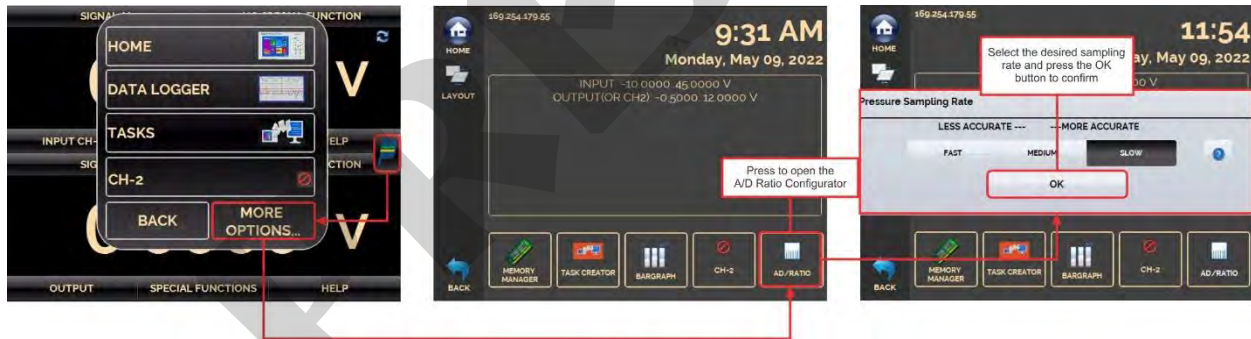 SIGNAL
FUNCTION
HOME
DATA LOGGER
TASKS
CH-2
BACK
MORE
OPTIONS...
V
INPUT CH-
ELP
SIG
CTION
V
OUTPUT
SPECIAL FUNCTIONS
HELP
169.254.179.55
HOME
9:31 AM
Monday, May 09, 2022
LAYOUT
INPUT -10.0000 45.0000 V
OUTPUT(OR CH2) -0.5000 12.0000 V
Press to open the
A/D Ratio Configurator
BACK
MEMORY
MANAGER
TASK CREATOR
BARGRAPH
CH-2
AD/RATIO
169.254.179.55
HOME
11:54
ay, May 09, 2022
Select the desired sampling
rate and press the OK
button to confirm
00 V
Pressure Sampling Rate
LESS ACCURATE --- ---MORE ACCURATE
FAST
MEDIUM
SLOW
?
OK
BACK
MEMORY
MANAGER
TASK CREATOR
BARGRAPH
CH-2
AD/RATIO